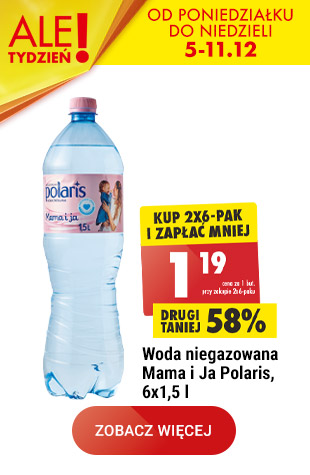 ALE!
TYDZIEŃ
OD PONIEDZIAŁKU
DO NIEDZIELI
5-11.12
polaris
Mama i ja
1,5 l
KUP 2X6-PAK
I ZAPŁAĆ MNIEJ
1 19
cena za 1 but.
przy zakupie 2x6-paku
DRUGI
TANIEJ 58%
Woda niegazowana
Mama i Ja Polaris,
6x1,5 l
ZOBACZ WIĘCEJ